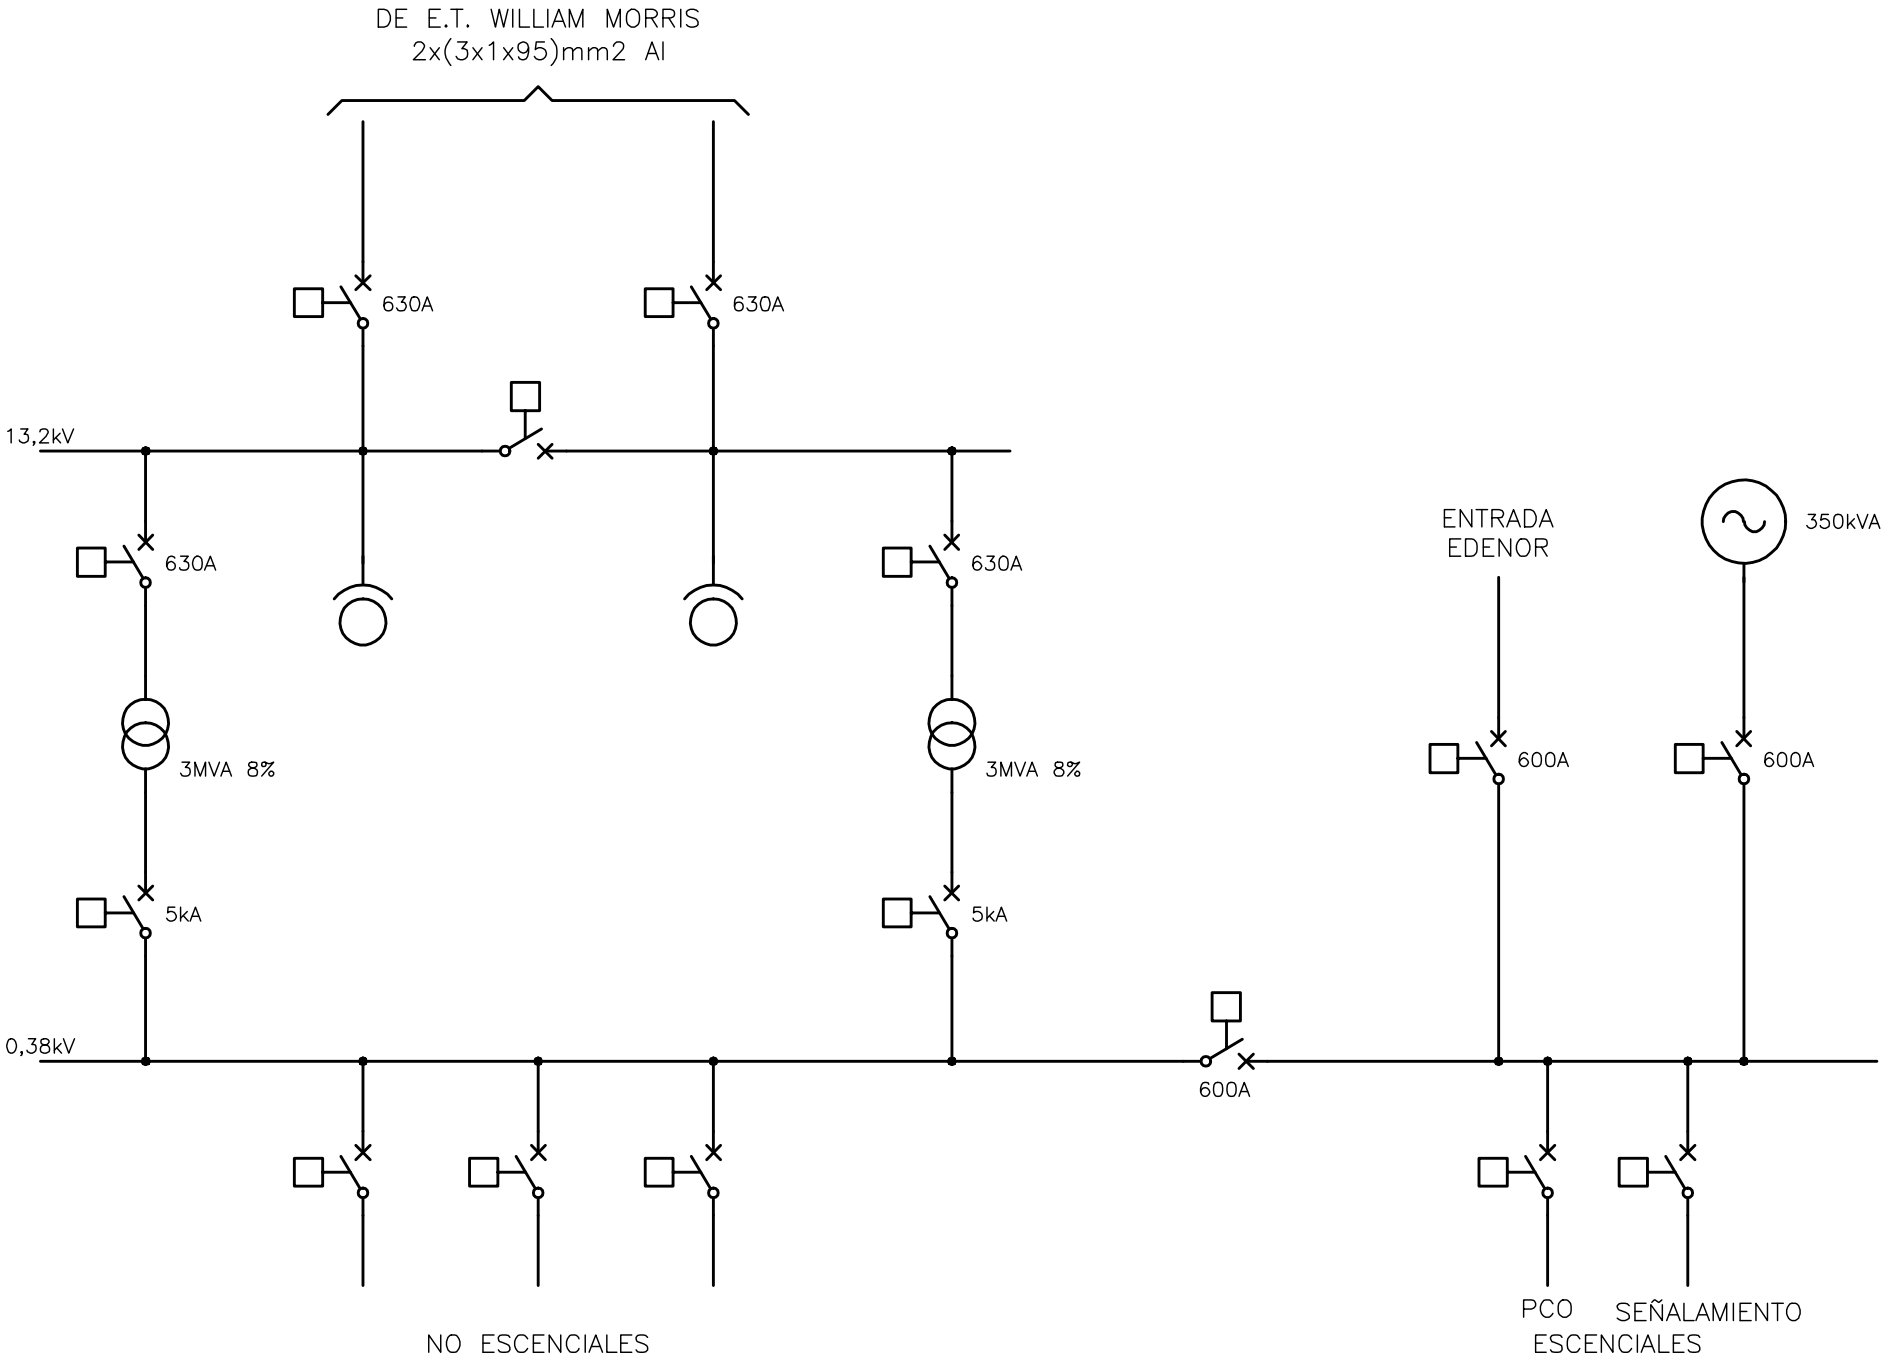 DE E.T. WILLIAM MORRIS
2x(3x1x95)mm2 Al
630A
630A
13,2kV
630A
630A
ENTRADA
EDENOR
350kVA
3MVA 8%
3MVA 8%
600A
600A
5kA
5kA
0,38kV
600A
PCO
SEÑALAMIENTO
NO ESCENCIALES
ESCENCIALES